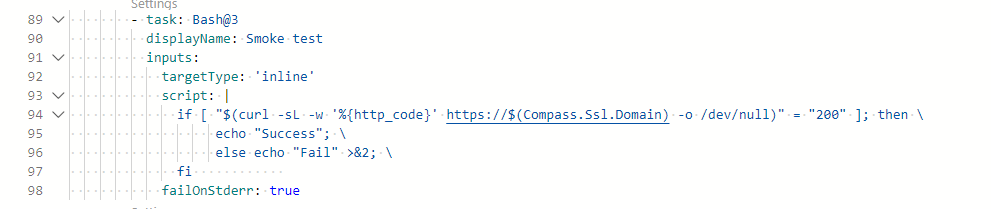 Settings
89 - task: Bash@3
90 displayName: Smoke test
91 inputs:
92 targetType: 'inline'
93 script: |
94 if [ "$(curl -sL -w '%{http_code}' https://$(Compass.Ssl.Domain) -o /dev/null)" = "200" ]; then \
95 echo "Success"; \
96 else echo "Fail" >&2; \
97 fi
98 failOnStderr: true